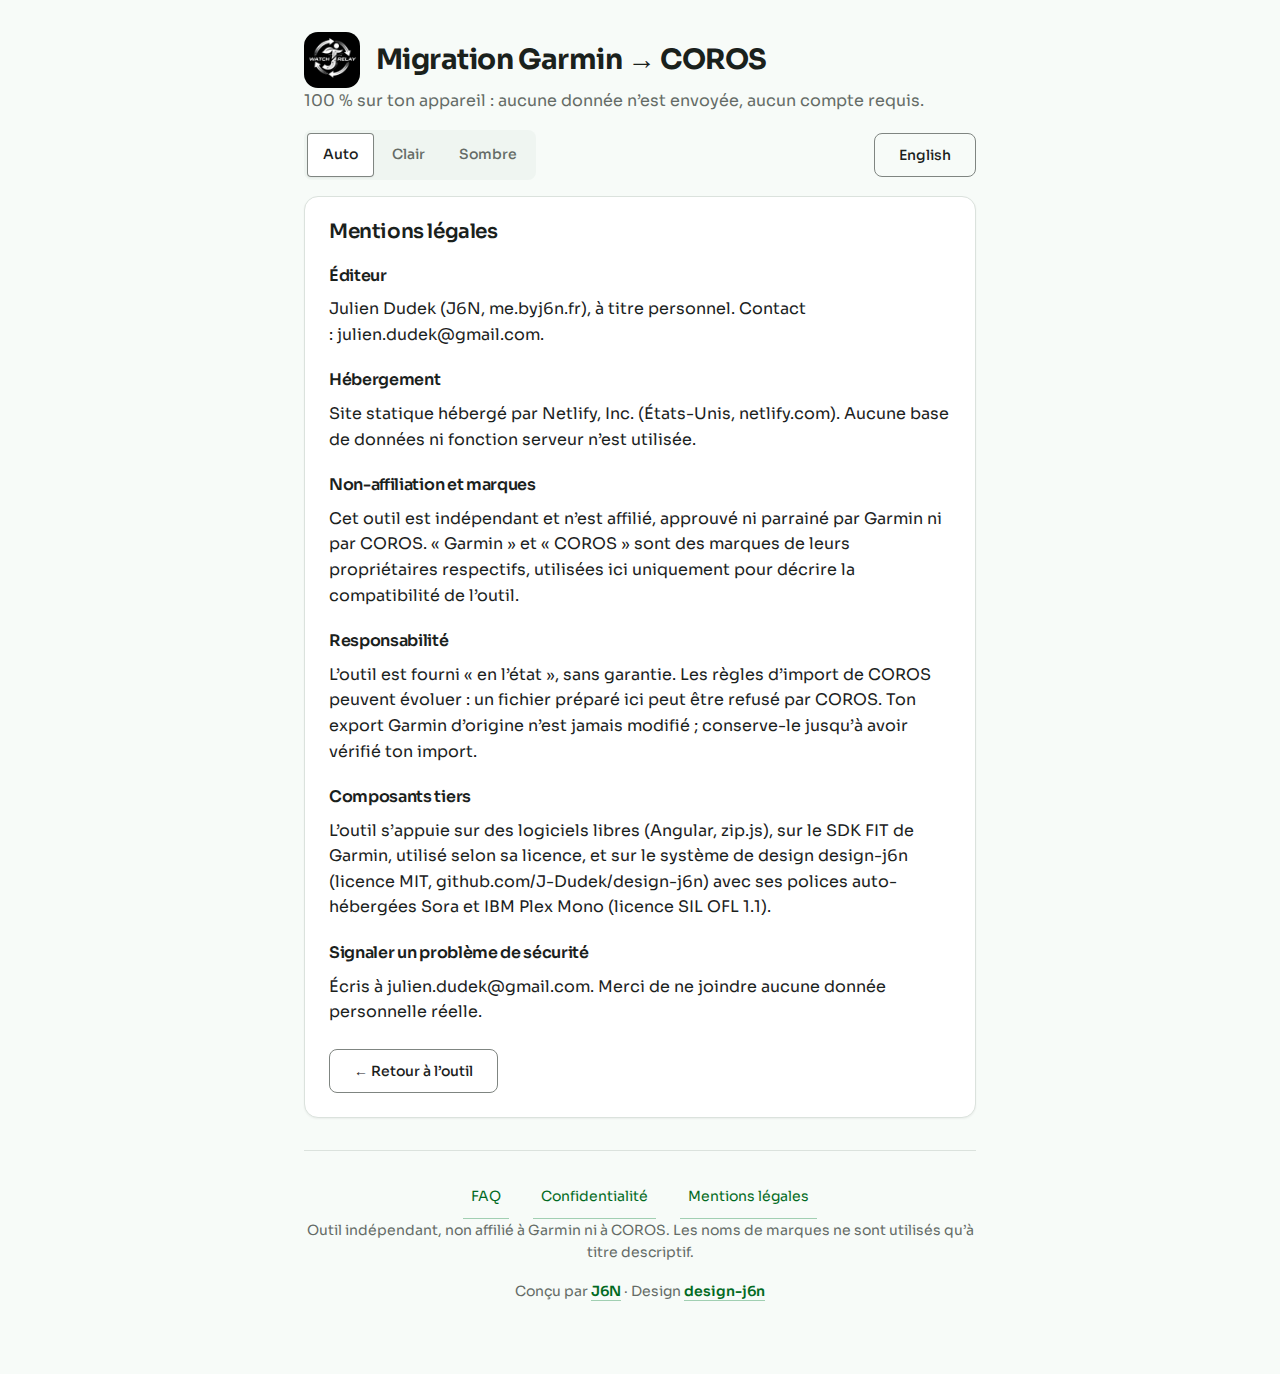 WATCH RELAY
Migration Garmin → COROS
100 % sur ton appareil : aucune donnée n’est envoyée, aucun compte requis.
Auto Clair Sombre English
Mentions légales
Éditeur
Julien Dudek (J6N, me.byj6n.fr), à titre personnel. Contact
: julien.dudek@gmail.com.
Hébergement
Site statique hébergé par Netlify, Inc. (États-Unis, netlify.com). Aucune base
de données ni fonction serveur n’est utilisée.
Non-affiliation et marques
Cet outil est indépendant et n’est affilié, approuvé ni parrainé par Garmin ni
par COROS. « Garmin » et « COROS » sont des marques de leurs
propriétaires respectifs, utilisées ici uniquement pour décrire la
compatibilité de l’outil.
Responsabilité
L’outil est fourni « en l’état », sans garantie. Les règles d’import de COROS
peuvent évoluer : un fichier préparé ici peut être refusé par COROS. Ton
export Garmin d’origine n’est jamais modifié ; conserve-le jusqu’à avoir
vérifié ton import.
Composants tiers
L’outil s’appuie sur des logiciels libres (Angular, zip.js), sur le SDK FIT de
Garmin, utilisé selon sa licence, et sur le système de design design-j6n
(licence MIT, github.com/J-Dudek/design-j6n) avec ses polices auto-
hébergées Sora et IBM Plex Mono (licence SIL OFL 1.1).
Signaler un problème de sécurité
Écris à julien.dudek@gmail.com. Merci de ne joindre aucune donnée
personnelle réelle.
← Retour à l’outil
FAQ Confidentialité Mentions légales
Outil indépendant, non affilié à Garmin ni à COROS. Les noms de marques ne sont utilisés qu’à
titre descriptif.
Conçu par J6N · Design design-j6n